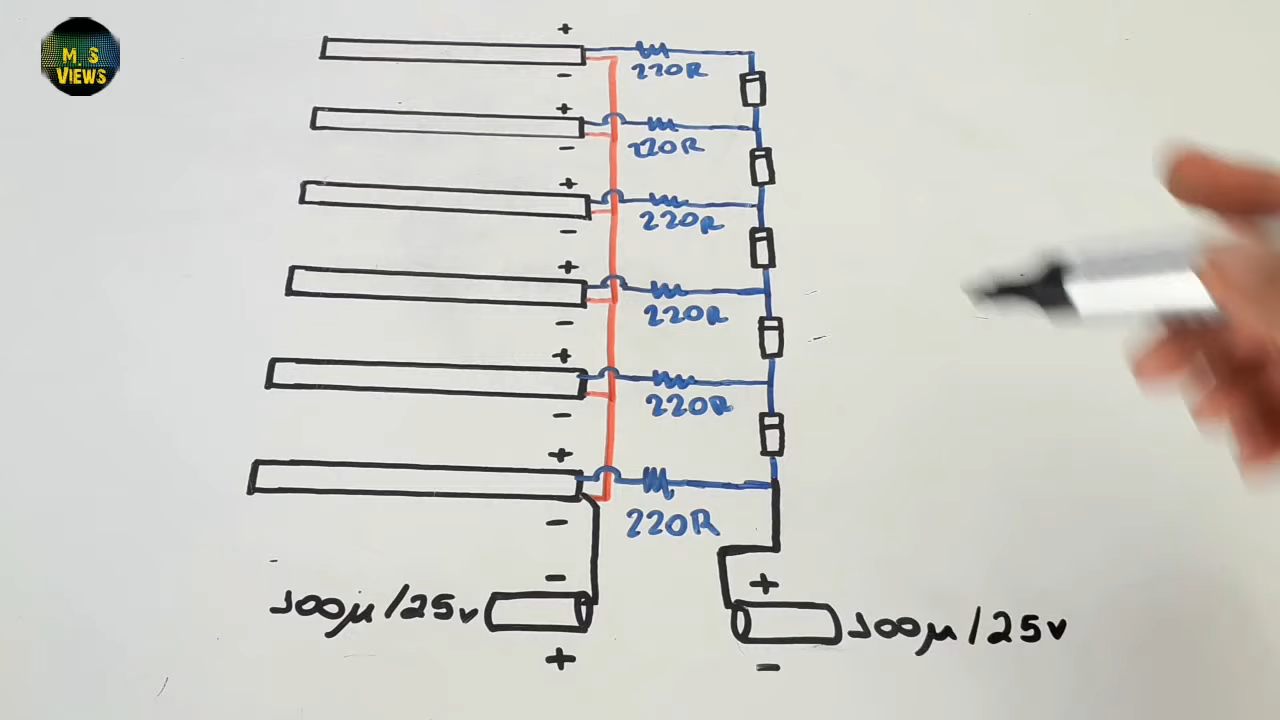 M.S
VIEWS
+
220R
-
+
220R
-
+
220R
-
+
220R
-
+
220R
-
+
220R
-
-
+
100µ/25v
100µ/25v
+
-